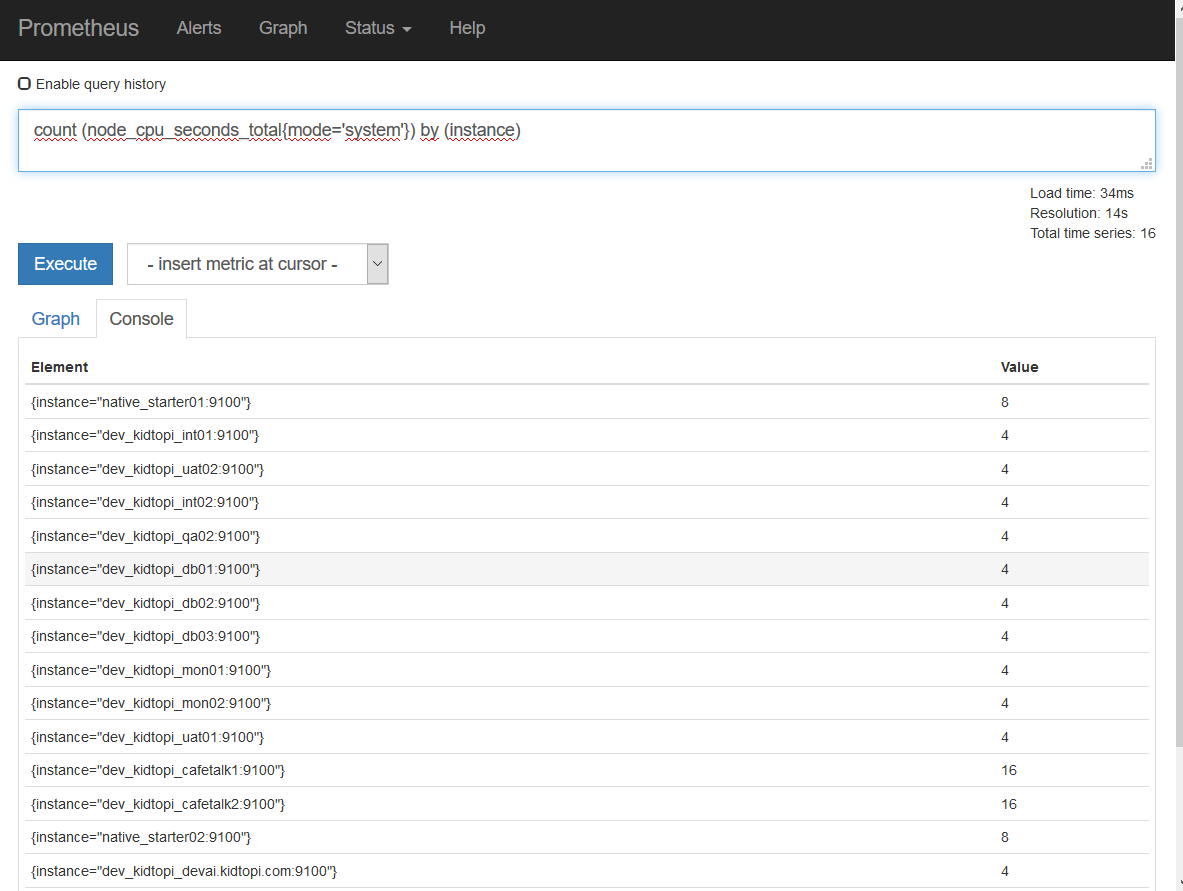 Prometheus Alerts Graph Status Help
Enable query history
count (node_cpu_seconds_total{mode='system'}) by (instance)
Load time: 34ms
Resolution: 14s
Total time series: 16
Execute - insert metric at cursor -
Graph Console
Element Value
{instance="native_starter01:9100"} 8
{instance="dev_kidtopi_int01:9100"} 4
{instance="dev_kidtopi_uat02:9100"} 4
{instance="dev_kidtopi_int02:9100"} 4
{instance="dev_kidtopi_qa02:9100"} 4
{instance="dev_kidtopi_db01:9100"} 4
{instance="dev_kidtopi_db02:9100"} 4
{instance="dev_kidtopi_db03:9100"} 4
{instance="dev_kidtopi_mon01:9100"} 4
{instance="dev_kidtopi_mon02:9100"} 4
{instance="dev_kidtopi_uat01:9100"} 4
{instance="dev_kidtopi_cafetalk1:9100"} 16
{instance="dev_kidtopi_cafetalk2:9100"} 16
{instance="native_starter02:9100"} 8
{instance="dev_kidtopi_devai.kidtopi.com:9100"} 4